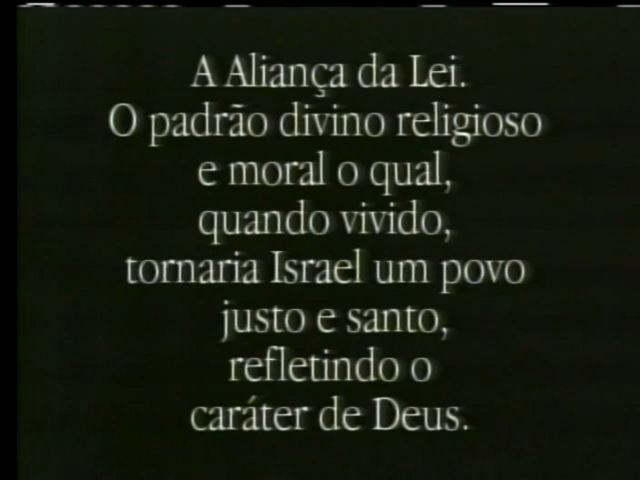 A Aliança da Lei.
O padrão divino religioso
e moral o qual,
quando vivido,
tornaria Israel um povo
justo e santo,
refletindo o
caráter de Deus.